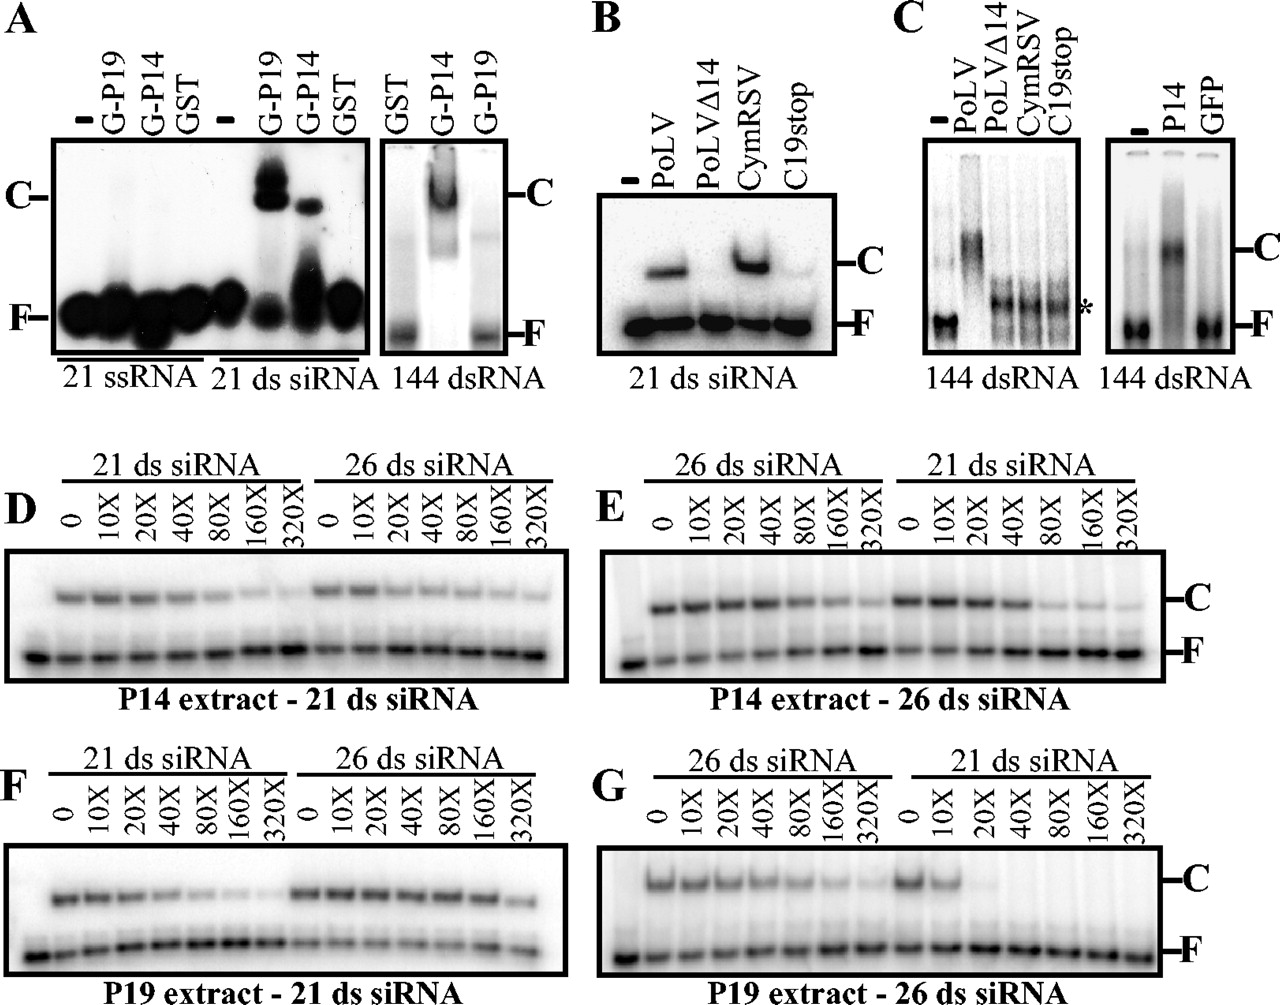 A
B
C
- G-P19 G-P14 GST - G-P19 G-P14 GST GST G-P14 G-P19
- PoLV PoLVΔ14 CymRSV C19stop
- PoLV PoLVΔ14 CymRSV C19stop
- P14 GFP
C C
F F
21 ssRNA 21 ds siRNA 144 dsRNA
C
F
21 ds siRNA
*
C
F
144 dsRNA 144 dsRNA
D
21 ds siRNA 26 ds siRNA
0 10X 20X 40X 80X 160X 320X 0 10X 20X 40X 80X 160X 320X
P14 extract - 21 ds siRNA
E
26 ds siRNA 21 ds siRNA
0 10X 20X 40X 80X 160X 320X 0 10X 20X 40X 80X 160X 320X
C
F
P14 extract - 26 ds siRNA
F
21 ds siRNA 26 ds siRNA
0 10X 20X 40X 80X 160X 320X 0 10X 20X 40X 80X 160X 320X
P19 extract - 21 ds siRNA
G
26 ds siRNA 21 ds siRNA
0 10X 20X 40X 80X 160X 320X 0 10X 20X 40X 80X 160X 320X
C
F
P19 extract - 26 ds siRNA